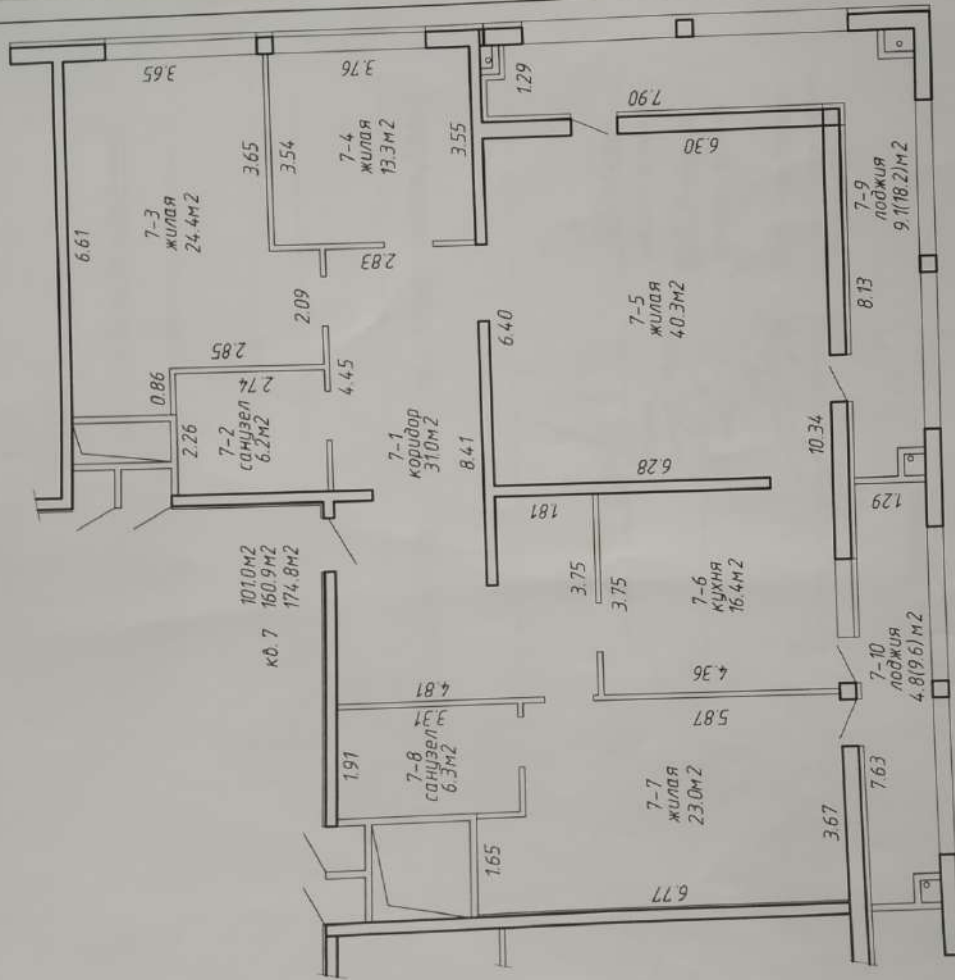 3.65
3.76
6.61
7-3
жилая
24.4м2
3.65
3.54
7-4
жилая
13.3м2
3.55
1.29
7.90
6.30
2.83
2.09
0.86
2.85
2.26
2.74
7-2
санузел
6.2м2
4.45
7-1
коридор
31.0м2
8.41
6.40
7-5
жилая
40.3м2
6.28
7-9
лоджия
9.1(18.2)м2
8.13
10.34
кв.7
101.0м2
160.9м2
174.8м2
1.81
3.75
3.75
7-6
кухня
16.4м2
4.36
1.29
4.81
3.31
1.91
7-8
санузел
6.3м2
5.87
7-7
жилая
23.0м2
1.65
6.77
3.67
7.63
7-10
лоджия
4.8(9.6)м2